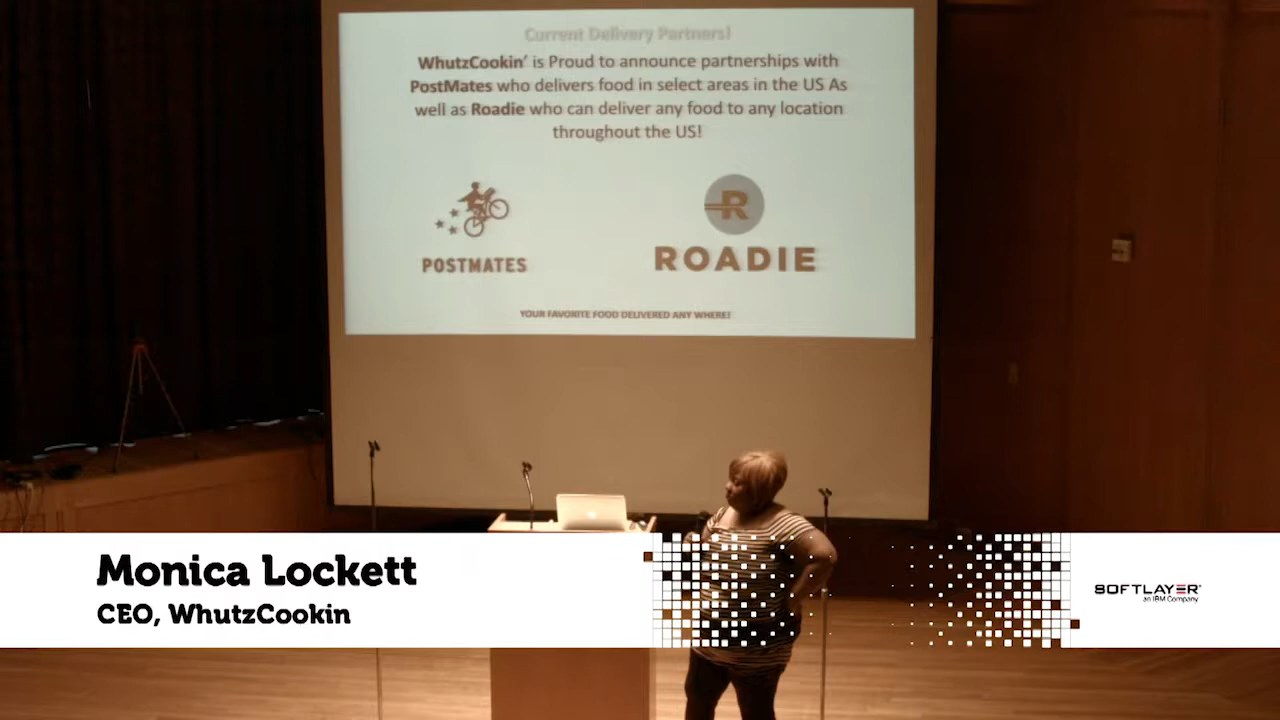 Current Delivery Partners!
WhutzCookin' is Proud to announce partnerships with
PostMates who delivers food in select areas in the US As
well as Roadie who can deliver any food to any location
throughout the US!
R
POSTMATES
ROADIE
YOUR FAVORITE FOOD DELIVERED ANY WHERE!
Monica Lockett
CEO, WhutzCookin
SOFTLAYER®
an IBM Company